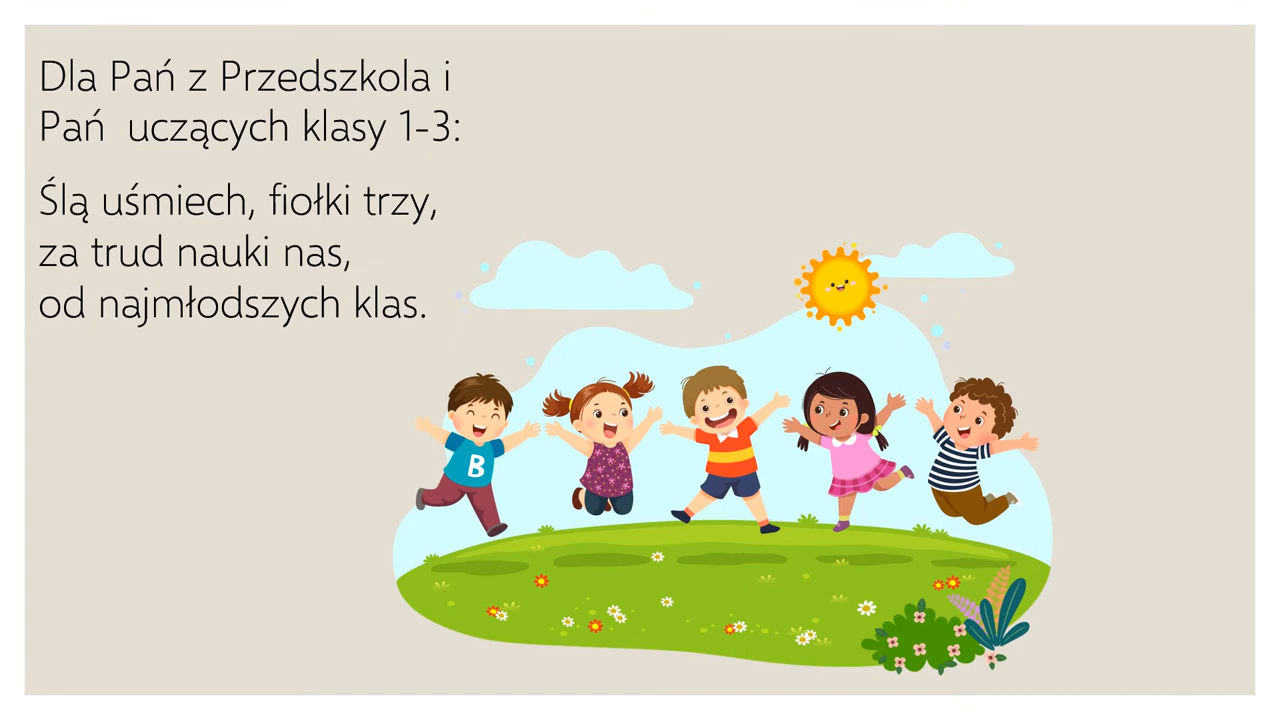 Dla Pań z Przedszkola i
Pań uczących klasy 1-3:
Ślą uśmiech, fiołki trzy,
za trud nauki nas,
od najmłodszych klas.
B